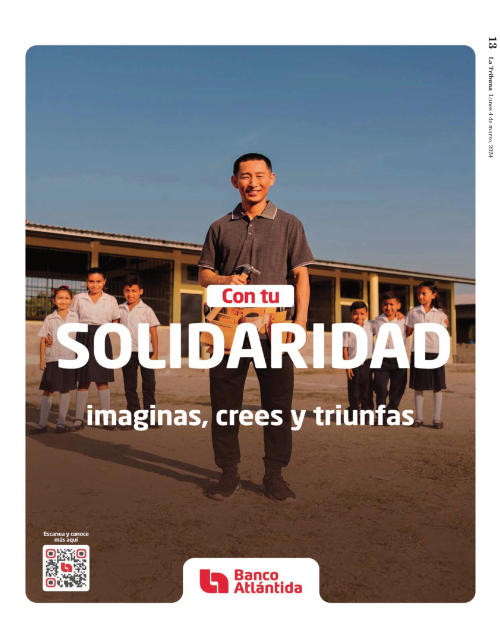 13 La Tribuna Lunes 4 de marzo, 2024
Con tu
SOLIDARIDAD
imaginas, crees y triunfas
Escanea y conoce
más aquí
Banco
Atlántida